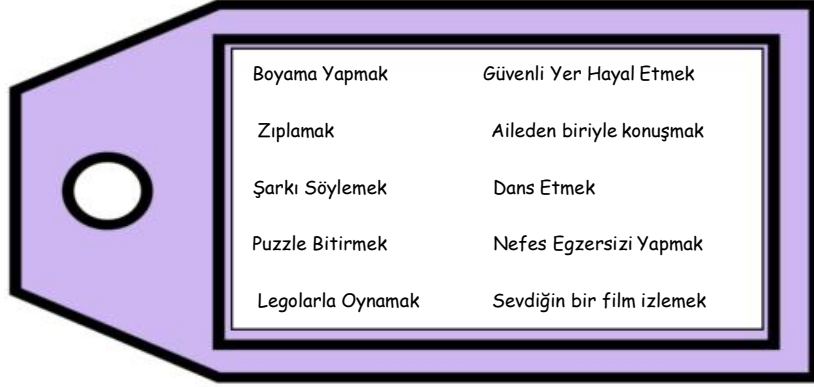 Boyama Yapmak Güvenli Yer Hayal Etmek
Zıplamak Aileden biriyle konuşmak
Şarkı Söylemek Dans Etmek
Puzzle Bitirmek Nefes Egzersizi Yapmak
Legolarla Oynamak Sevdiğin bir film izlemek